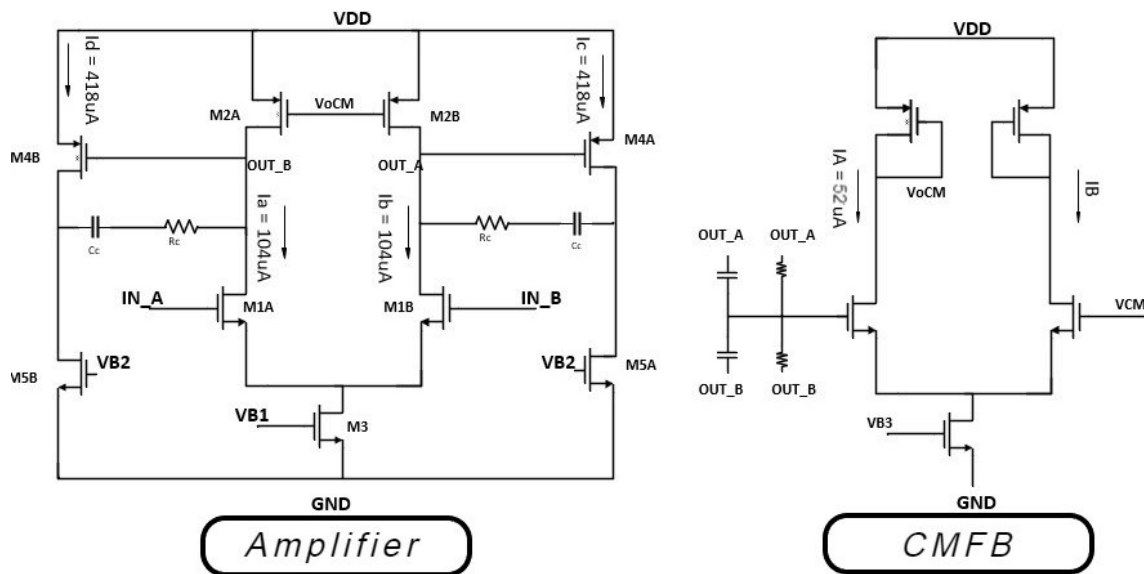 VDD
Id = 418uA
Ic = 418uA
M2A
VoCM
M2B
M4B
M4A
OUT_B
OUT_A
Cc
Rc
Ia = 104uA
Ib = 104uA
Rc
Cc
IN_A
M1A
M1B
IN_B
M5B
VB2
VB2
M5A
VB1
M3
GND
Amplifier
VDD
IA = 52uA
VoCM
IB
OUT_A
OUT_A
VCM
OUT_B
OUT_B
VB3
GND
CMFB